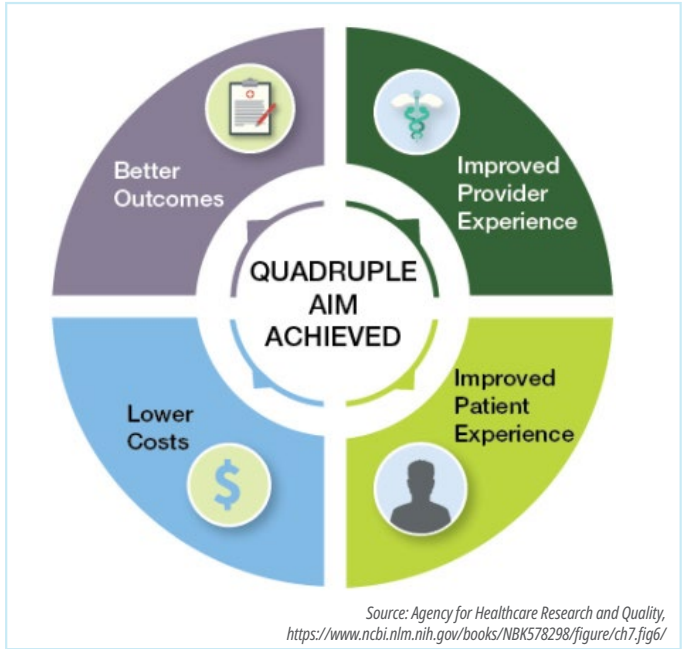 Better
Outcomes
Improved
Provider
Experience
QUADRUPLE
AIM
ACHIEVED
Lower
Costs
$
Improved
Patient
Experience
Source: Agency for Healthcare Research and Quality,
https://www.ncbi.nlm.nih.gov/books/NBK578298/figure/ch7.fig6/